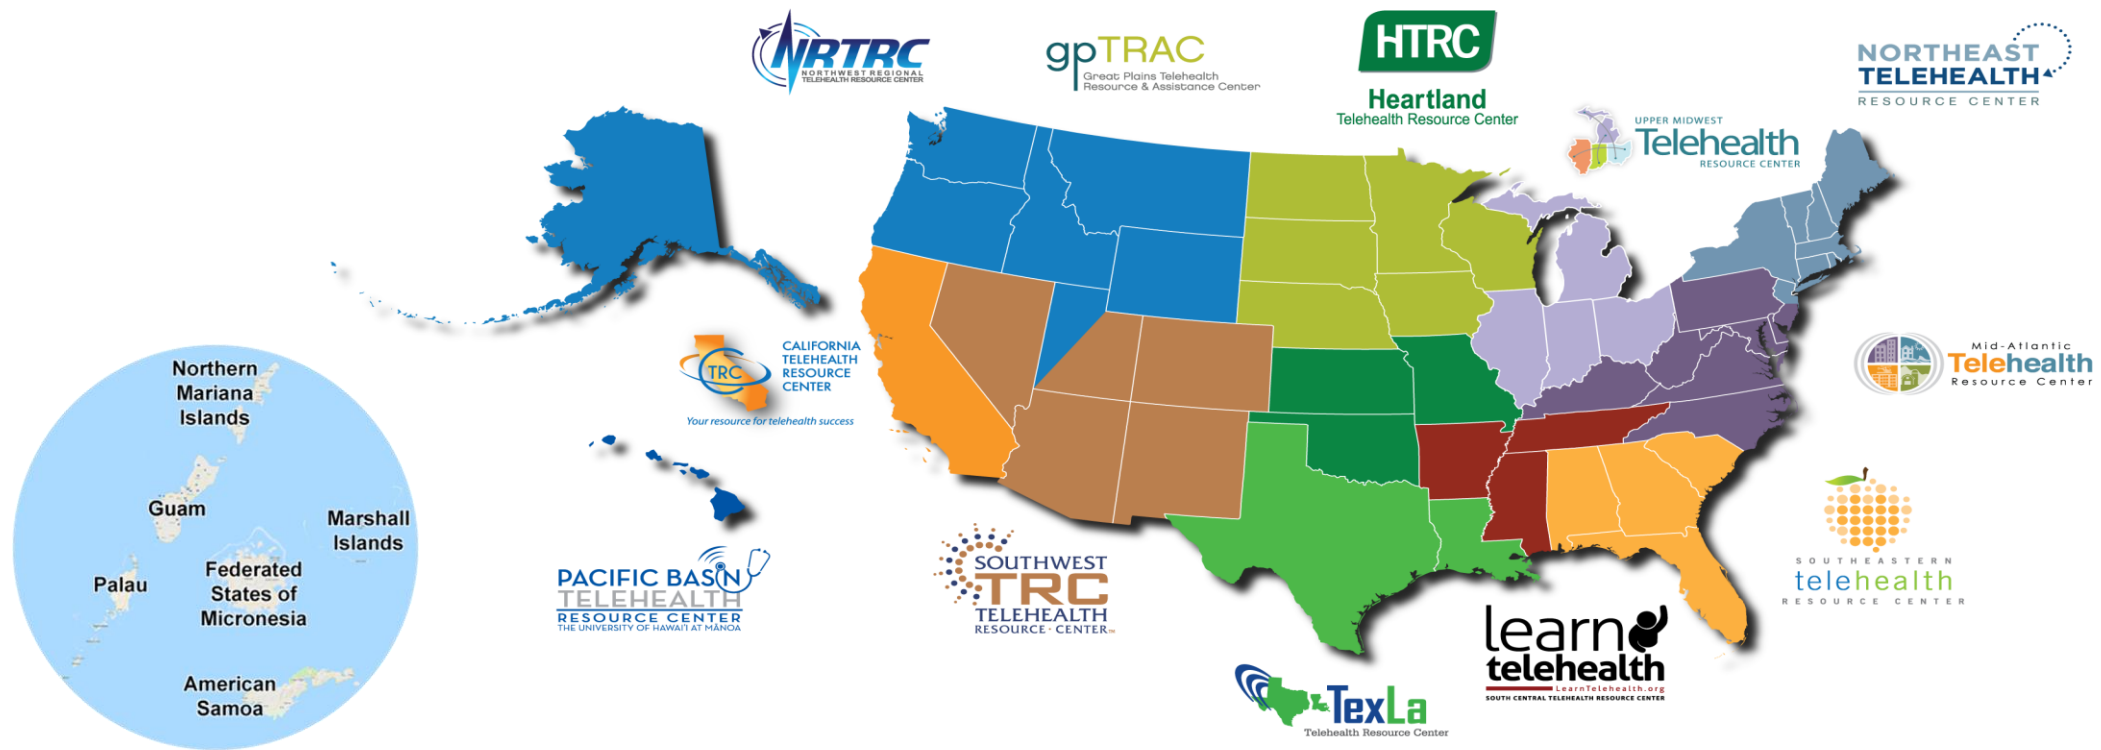 NRTRC
NORTHWEST REGIONAL
TELEHEALTH RESOURCE CENTER
gpTRAC
Great Plains Telehealth
Resource & Assistance Center
HTRC
Heartland
Telehealth Resource Center
NORTHEAST
TELEHEALTH
RESOURCE CENTER
UPPER MIDWEST
Telehealth
RESOURCE CENTER
TRC
CALIFORNIA
TELEHEALTH
RESOURCE
CENTER
Your resource for telehealth success
Mid-Atlantic
Telehealth
Resource Center
Northern
Mariana
Islands
Guam
Marshall
Islands
Palau
Federated
States of
Micronesia
American
Samoa
PACIFIC BASIN
TELEHEALTH
RESOURCE CENTER
THE UNIVERSITY OF HAWAI'I AT MĀNOA
SOUTHWEST
TRC
TELEHEALTH
RESOURCE · CENTER™
SOUTHEASTERN
telehealth
RESOURCE CENTER
learn
telehealth
LearnTelehealth.org
SOUTH CENTRAL TELEHEALTH RESOURCE CENTER
TexLa
Telehealth Resource Center